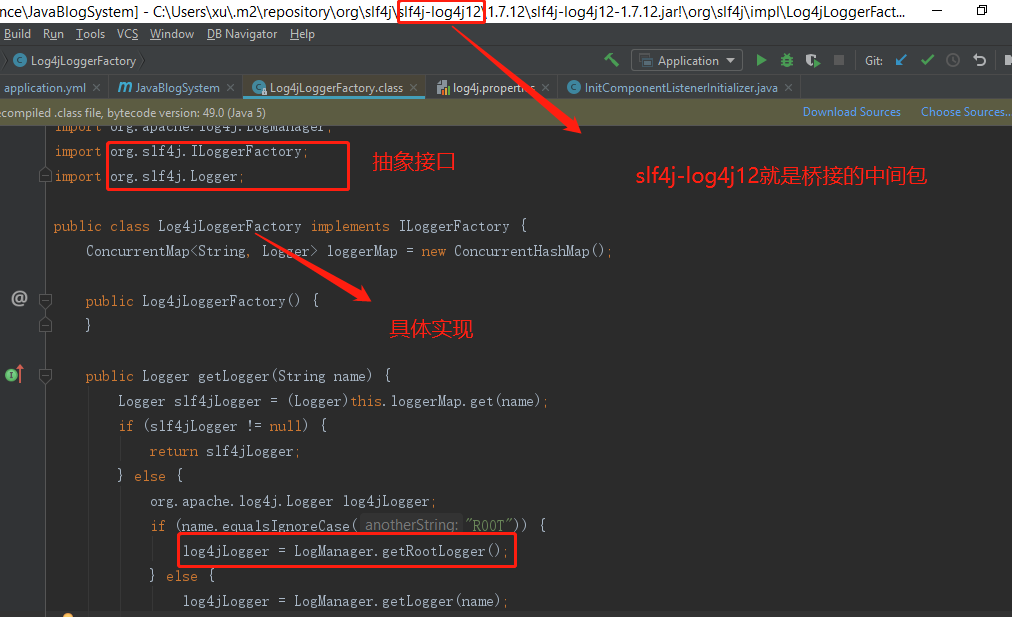 nce\JavaBlogSystem] - C:\Users\xu\.m2\repository\org\slf4j\slf4j-log4j12\1.7.12\slf4j-log4j12-1.7.12.jar!\org\slf4j\impl\Log4jLoggerFact...
Build Run Tools VCS Window DB Navigator Help
Log4jLoggerFactory Application Git:
application.yml JavaBlogSystem Log4jLoggerFactory.class log4j.properties InitComponentListenerInitializer.java
ecompiled .class file, bytecode version: 49.0 (Java 5) Download Sources Choose Sources..
import org.apache.log4j.LogManager;
import org.slf4j.ILoggerFactory;
抽象接口
import org.slf4j.Logger;
slf4j-log4j12就是桥接的中间包
public class Log4jLoggerFactory implements ILoggerFactory {
ConcurrentMap<String, Logger> loggerMap = new ConcurrentHashMap();
public Log4jLoggerFactory() {
}
具体实现
public Logger getLogger(String name) {
Logger slf4jLogger = (Logger)this.loggerMap.get(name);
if (slf4jLogger != null) {
return slf4jLogger;
} else {
org.apache.log4j.Logger log4jLogger;
if (name.equalsIgnoreCase( anotherString: "ROOT")) {
log4jLogger = LogManager.getRootLogger();
} else {
log4jLogger = LogManager.getLogger(name);